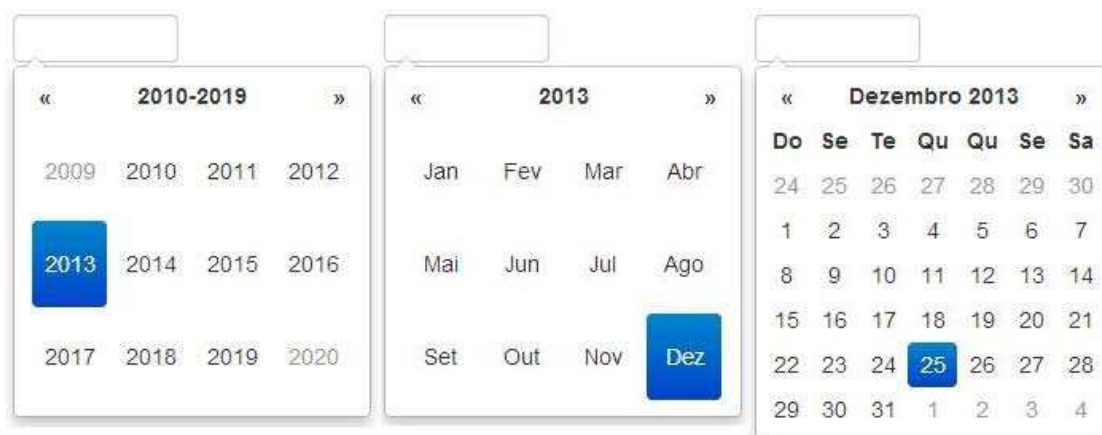 « 2010-2019 »
2009 2010 2011 2012
2013 2014 2015 2016
2017 2018 2019 2020
« 2013 »
Jan Fev Mar Abr
Mai Jun Jul Ago
Set Out Nov Dez
« Dezembro 2013 »
Do Se Te Qu Qu Se Sa
24 25 26 27 28 29 30
1 2 3 4 5 6 7
8 9 10 11 12 13 14
15 16 17 18 19 20 21
22 23 24 25 26 27 28
29 30 31 1 2 3 4